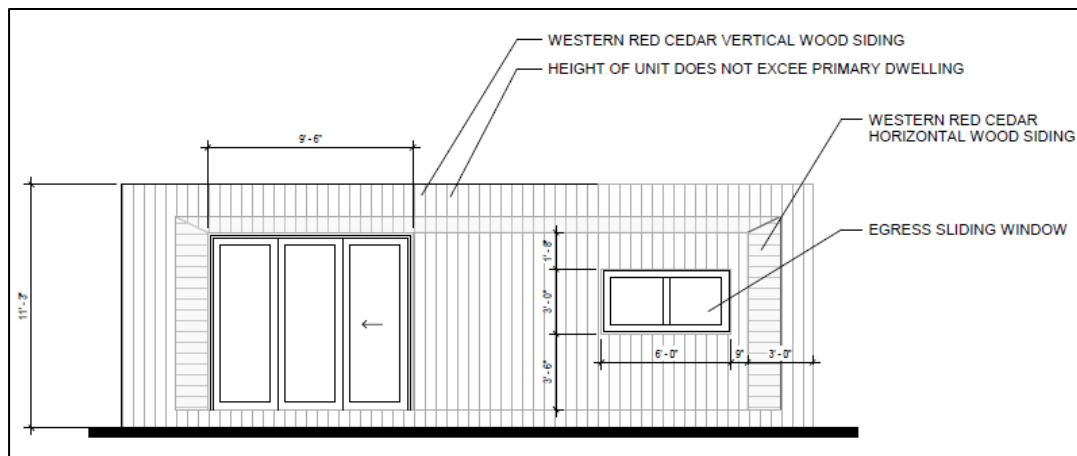 WESTERN RED CEDAR VERTICAL WOOD SIDING
HEIGHT OF UNIT DOES NOT EXCEE PRIMARY DWELLING
WESTERN RED CEDAR
HORIZONTAL WOOD SIDING
9' - 6"
EGRESS SLIDING WINDOW
1' - 8"
11' - 3"
3' - 0"
6' - 0"
9"
3' - 0"
3' - 6"